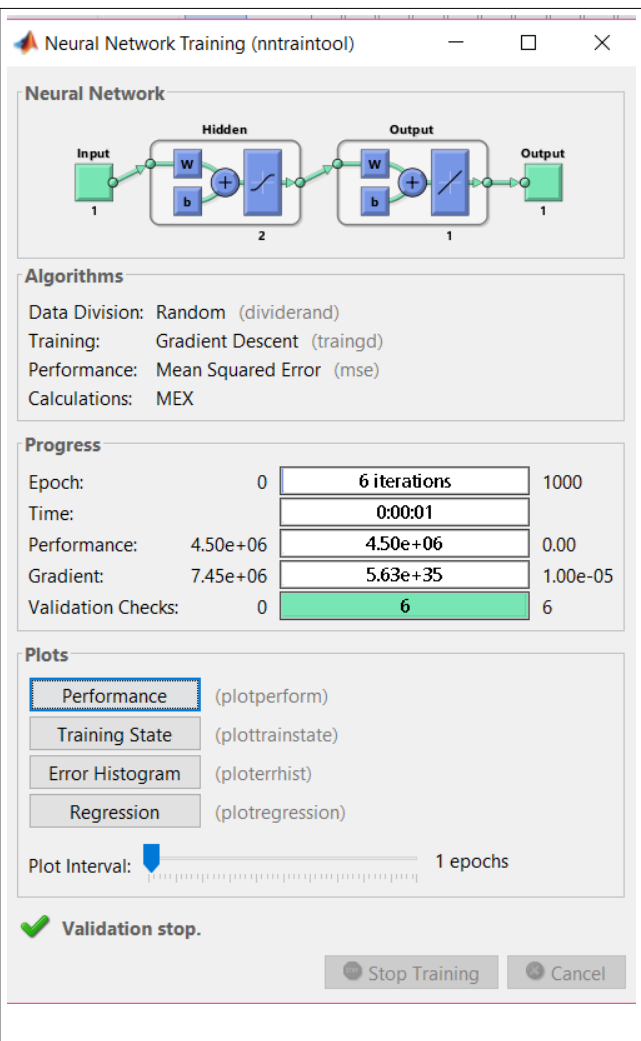 Neural Network Training (nntraintool)
Neural Network
Hidden Output
Input Output
W W
+ +
b b
1 1
2 1
Algorithms
Data Division: Random (dividerand)
Training: Gradient Descent (traingd)
Performance: Mean Squared Error (mse)
Calculations: MEX
Progress
Epoch: 0 6 iterations 1000
Time: 0:00:01
Performance: 4.50e+06 4.50e+06 0.00
Gradient: 7.45e+06 5.63e+35 1.00e-05
Validation Checks: 0 6 6
Plots
Performance (plotperform)
Training State (plottrainstate)
Error Histogram (ploterrhist)
Regression (plotregression)
Plot Interval: 1 epochs
Validation stop.
Stop Training Cancel